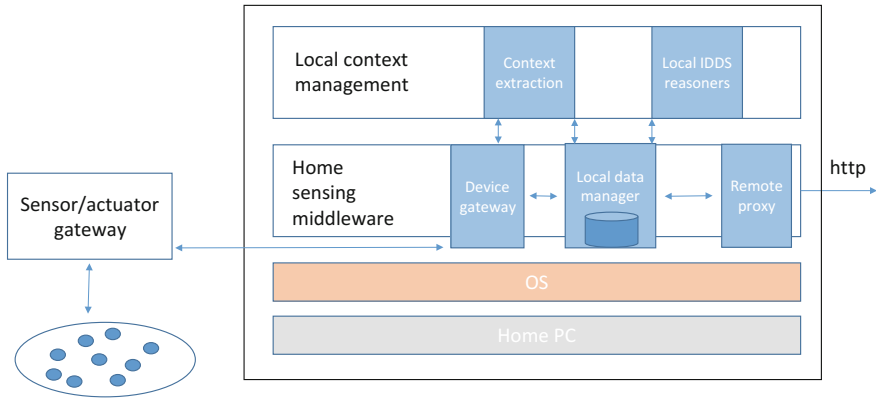 Local context
management
Context
extraction
Local IDDS
reasoners
Home
sensing
middleware
Device
gateway
Local data
manager
Remote
proxy
http
Sensor/actuator
gateway
OS
Home PC